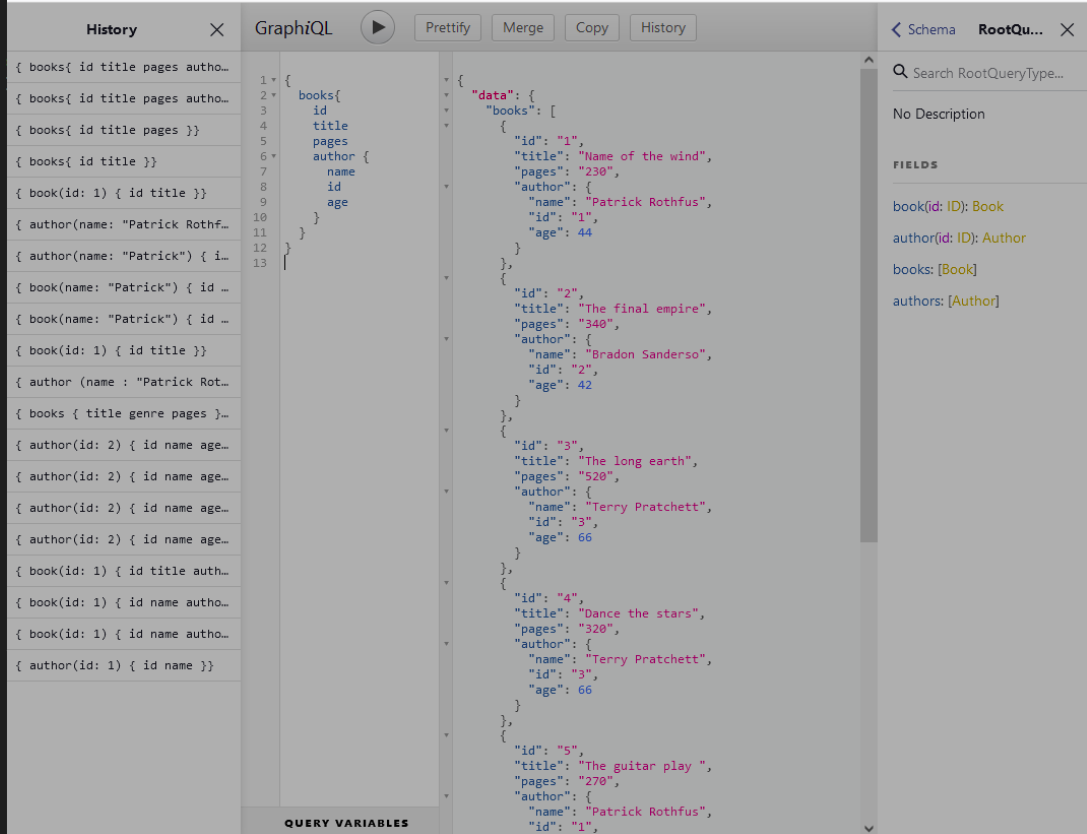 History
{ books{ id title pages autho…
{ books{ id title pages autho…
{ books{ id title pages }}
{ books{ id title }}
{ book(id: 1) { id title }}
{ author(name: "Patrick Rothf…
{ author(name: "Patrick") { i…
{ book(name: "Patrick") { id …
{ book(name: "Patrick") { id …
{ book(id: 1) { id title }}
{ author (name : "Patrick Rot…
{ books { title genre pages }…
{ author(id: 2) { id name age…
{ author(id: 2) { id name age…
{ author(id: 2) { id name age…
{ author(id: 2) { id name age…
{ book(id: 1) { id title auth…
{ book(id: 1) { id name autho…
{ book(id: 1) { id name autho…
{ author(id: 1) { id name }}
GraphiQL Prettify Merge Copy History
1 {
2 books{
3 id
4 title
5 pages
6 author {
7 name
8 id
9 age
10 }
11 }
12 }
13
QUERY VARIABLES
{
"data": {
"books": [
{
"id": "1",
"title": "Name of the wind",
"pages": "230",
"author": {
"name": "Patrick Rothfus",
"id": "1",
"age": 44
}
},
{
"id": "2",
"title": "The final empire",
"pages": "340",
"author": {
"name": "Bradon Sanderso",
"id": "2",
"age": 42
}
},
{
"id": "3",
"title": "The long earth",
"pages": "520",
"author": {
"name": "Terry Pratchett",
"id": "3",
"age": 66
}
},
{
"id": "4",
"title": "Dance the stars",
"pages": "320",
"author": {
"name": "Terry Pratchett",
"id": "3",
"age": 66
}
},
{
"id": "5",
"title": "The guitar play ",
"pages": "270",
"author": {
"name": "Patrick Rothfus",
"id": "1",
Schema RootQu...
Search RootQueryType...
No Description
FIELDS
book(id: ID): Book
author(id: ID): Author
books: [Book]
authors: [Author]